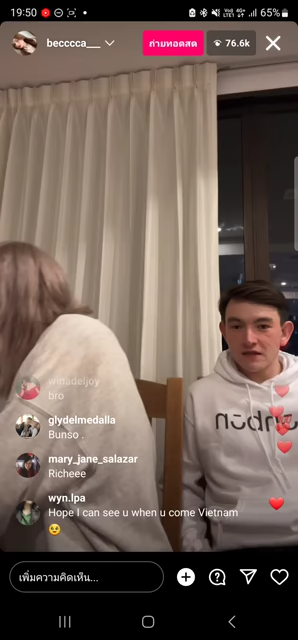 19:50
65%
becccca___
ถ่ายทอดสด
76.6k
winadeljoy
bro
glydelmedalla
Bunso .
mary_jane_salazar
Richeee
wyn.lpa
Hope I can see u when u come Vietnam
เพิ่มความคิดเห็น...